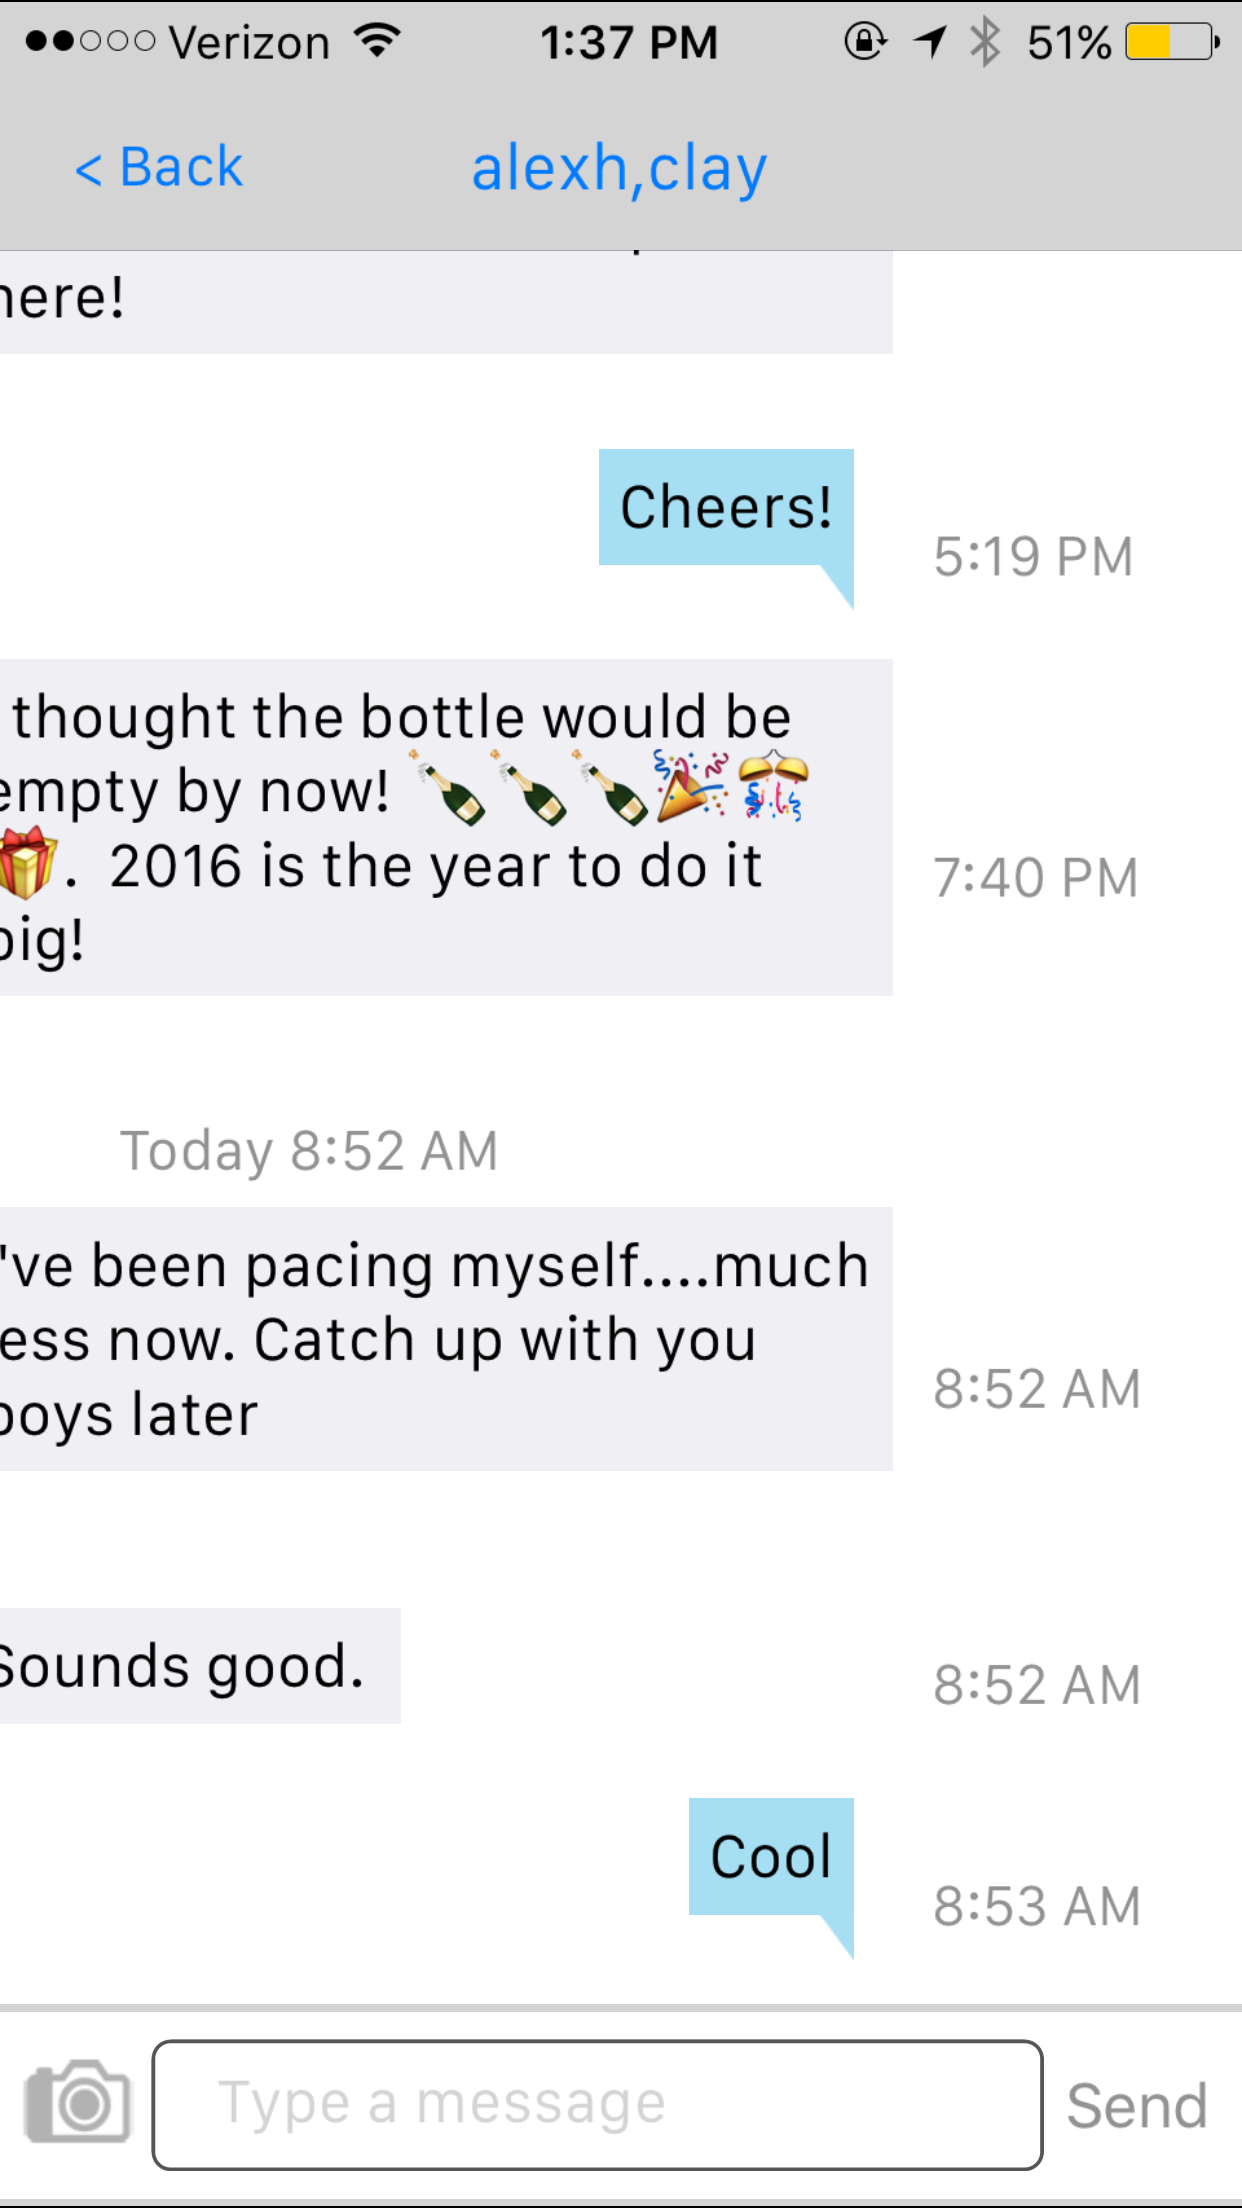 Verizon 1:37 PM 51%
< Back alexh,clay
here!
Cheers!
5:19 PM
thought the bottle would be
empty by now! 🍾🍾🍾🎉🎊
🎁. 2016 is the year to do it
big!
7:40 PM
Today 8:52 AM
've been pacing myself....much
ess now. Catch up with you
boys later
8:52 AM
Sounds good.
8:52 AM
Cool
8:53 AM
Type a message
Send